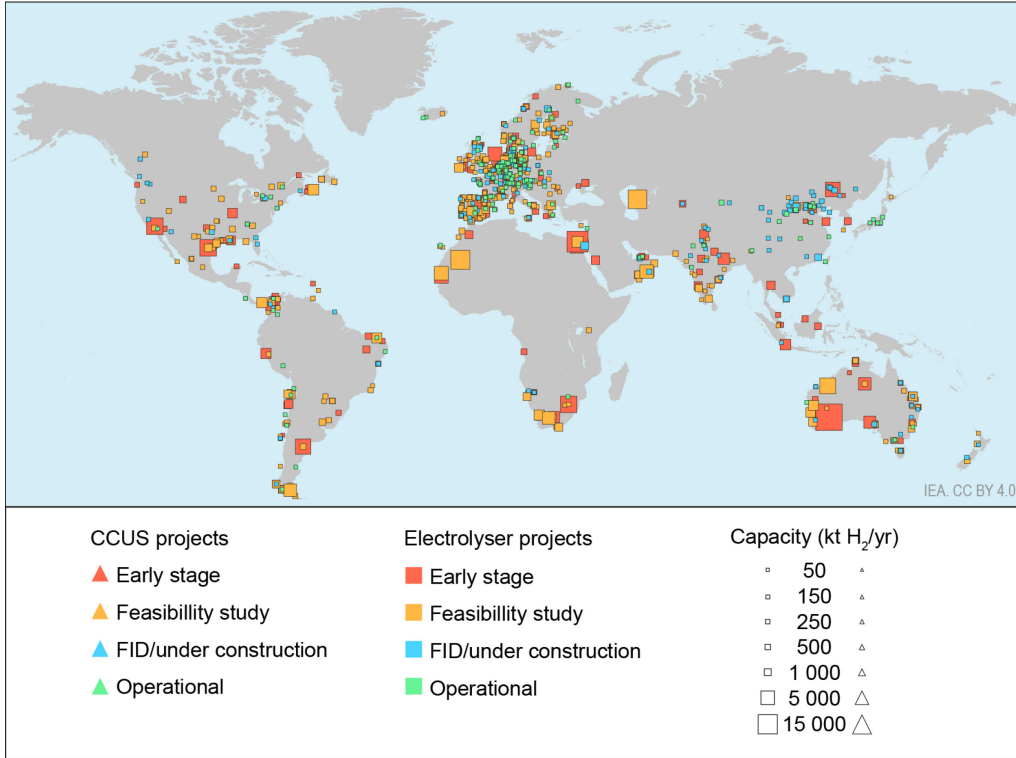 IEA. CC BY 4.0
CCUS projects
Early stage
Feasibillity study
FID/under construction
Operational
Electrolyser projects
Early stage
Feasibillity study
FID/under construction
Operational
Capacity (kt H₂/yr)
50
150
250
500
1 000
5 000
15 000